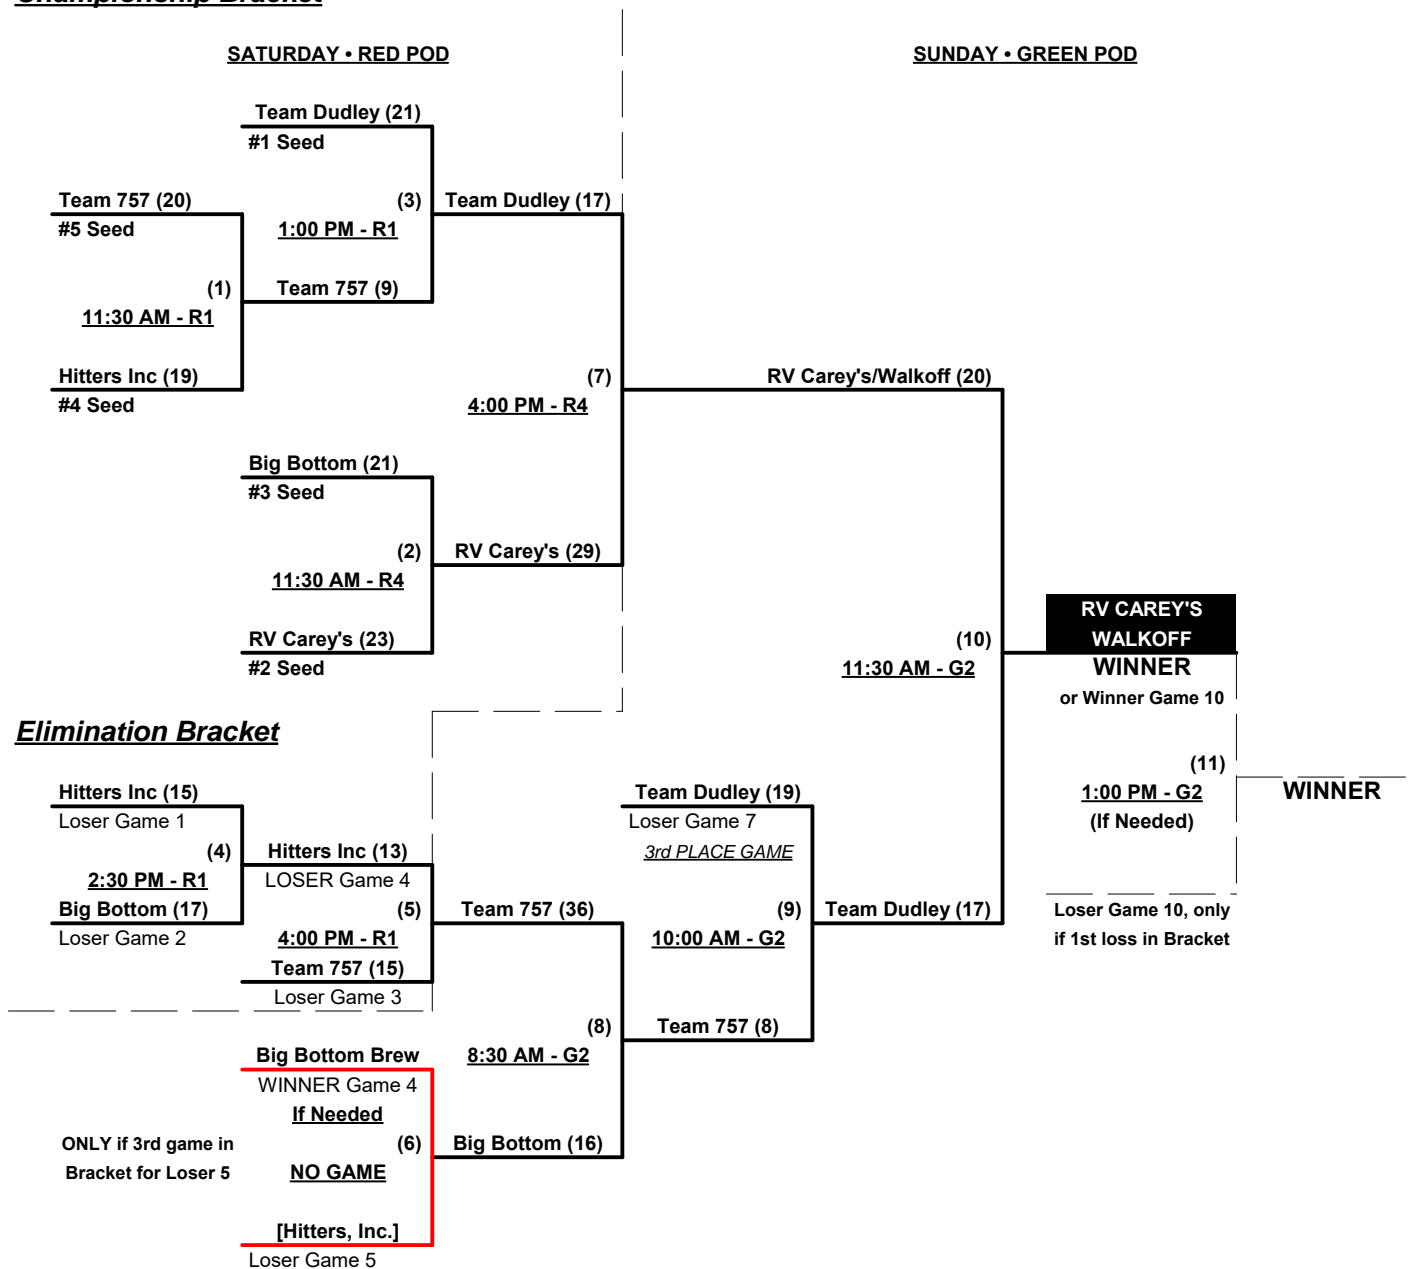 Championship Bracket
SATURDAY • RED POD
SUNDAY • GREEN POD
Team Dudley (21)
#1 Seed
Team 757 (20)
#5 Seed
(3)
1:00 PM - R1
Team Dudley (17)
(1)
11:30 AM - R1
Team 757 (9)
Hitters Inc (19)
#4 Seed
(7)
4:00 PM - R4
RV Carey's/Walkoff (20)
Big Bottom (21)
#3 Seed
(2)
11:30 AM - R4
RV Carey's (29)
RV Carey's (23)
#2 Seed
(10)
11:30 AM - G2
RV CAREY'S
WALKOFF
WINNER
or Winner Game 10
(11)
1:00 PM - G2
(If Needed)
WINNER
Loser Game 10, only
if 1st loss in Bracket
Elimination Bracket
Hitters Inc (15)
Loser Game 1
(4)
2:30 PM - R1
Big Bottom (17)
Loser Game 2
Hitters Inc (13)
LOSER Game 4
(5)
4:00 PM - R1
Team 757 (15)
Loser Game 3
Team 757 (36)
Team Dudley (19)
Loser Game 7
3rd PLACE GAME
(9)
10:00 AM - G2
Team Dudley (17)
(8)
8:30 AM - G2
Team 757 (8)
Big Bottom Brew
WINNER Game 4
If Needed
ONLY if 3rd game in
Bracket for Loser 5
(6)
NO GAME
Big Bottom (16)
[Hitters, Inc.]
Loser Game 5